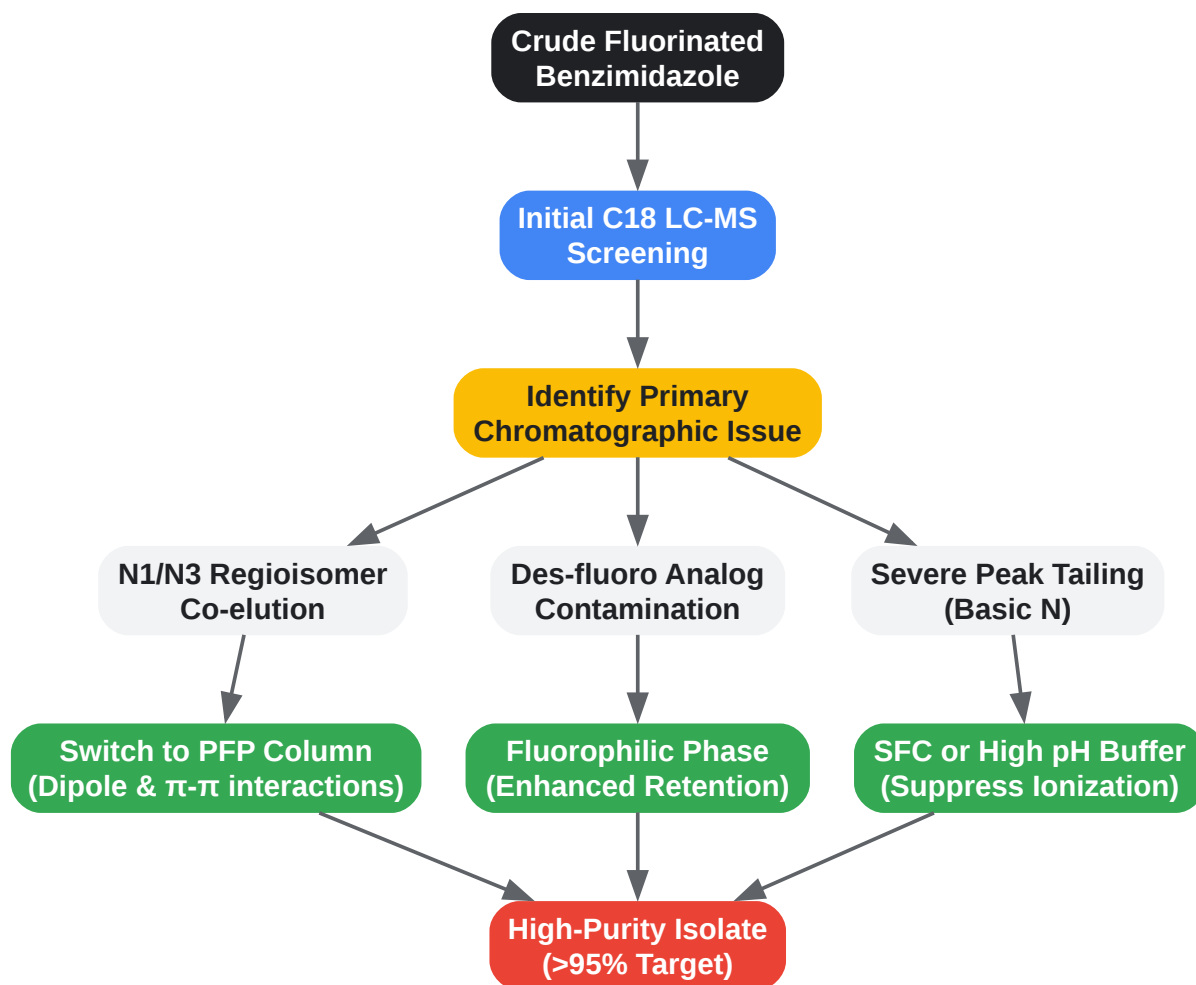 Crude Fluorinated
Benzimidazole
Initial C18 LC-MS
Screening
Identify Primary
Chromatographic Issue
N1/N3 Regioisomer
Co-elution
Des-fluoro Analog
Contamination
Severe Peak Tailing
(Basic N)
Switch to PFP Column
(Dipole & π-π interactions)
Fluorophilic Phase
(Enhanced Retention)
SFC or High pH Buffer
(Suppress Ionization)
High-Purity Isolate
(>95% Target)